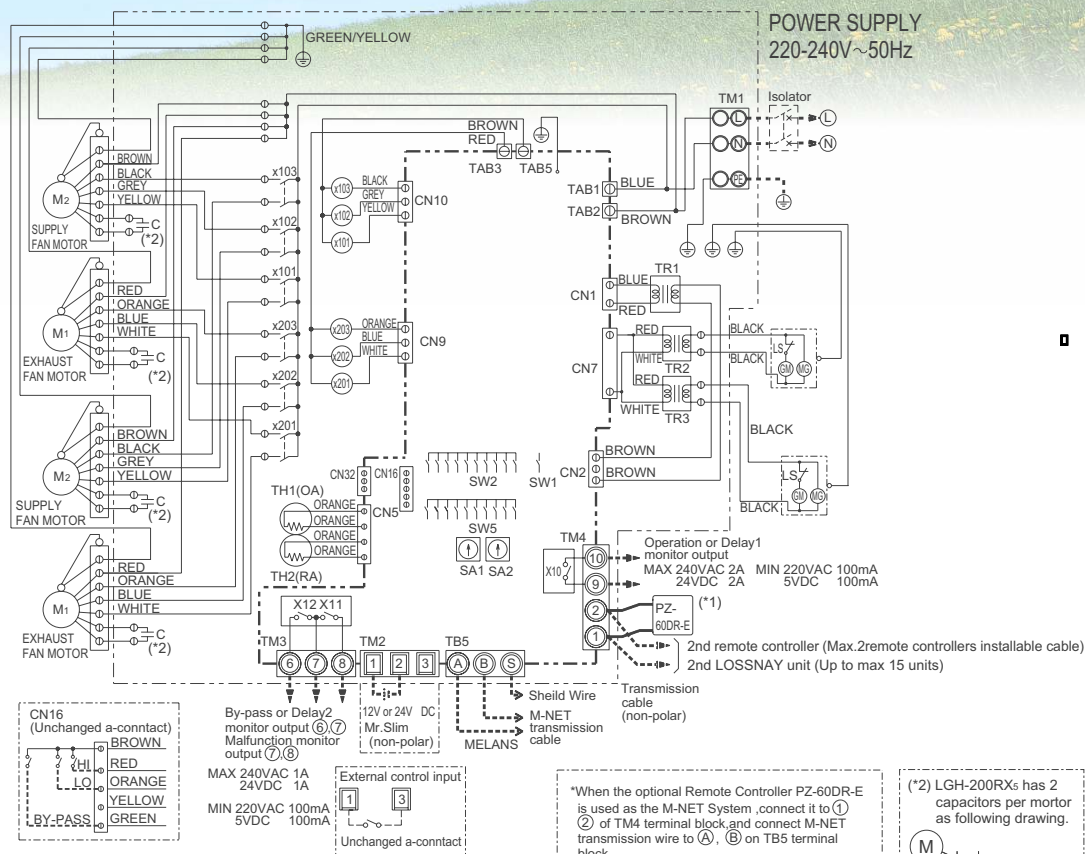 POWER SUPPLY
220-240V~50Hz
GREEN/YELLOW
TM1
Isolator
L
L
N
N
PE
BROWN
RED
TAB3
TAB5
TAB1
BLUE
TAB2
BROWN
BROWN
BLACK
GREY
YELLOW
M2
SUPPLY
FAN MOTOR
C
(*2)
x103
x102
x101
x203
x202
x201
x103
BLACK
x102
GREY
x101
YELLOW
CN10
x203
ORANGE
x202
BLUE
x201
WHITE
CN9
RED
ORANGE
BLUE
WHITE
M1
EXHAUST
FAN MOTOR
C
(*2)
TR1
BLUE
CN1
RED
RED
WHITE
TR2
CN7
RED
WHITE
TR3
BLACK
BLACK
LS
GM
MG
BLACK
LS
GM
MG
BLACK
BROWN
CN2
BROWN
BROWN
BLACK
GREY
YELLOW
M2
SUPPLY
FAN MOTOR
C
(*2)
CN32
CN16
SW2
SW1
TH1(OA)
ORANGE
ORANGE
ORANGE
ORANGE
TH2(RA)
CN5
SW5
SA1 SA2
RED
ORANGE
BLUE
WHITE
M1
EXHAUST
FAN MOTOR
C
(*2)
TM4
X10
10
9
2
1
Operation or Delay1
monitor output
MAX 240VAC 2A MIN 220VAC 100mA
24VDC 2A 5VDC 100mA
PZ-
60DR-E
(*1)
2nd remote controller (Max.2remote controllers installable cable)
2nd LOSSNAY unit (Up to max 15 units)
Transmission
cable
(non-polar)
X12 X11
TM3
6 7 8
TM2
1 2 3
TB5
A B S
Sheild Wire
M-NET
transmission
cable
MELANS
By-pass or Delay2
monitor output ⑥,⑦
Malfunction monitor
output ⑦,⑧
MAX 240VAC 1A
24VDC 1A
MIN 220VAC 100mA
5VDC 100mA
12V or 24V DC
Mr.Slim
(non-polar)
External control input
1 3
Unchanged a-conntact
CN16
(Unchanged a-conntact)
BROWN
HI
RED
LO
ORANGE
YELLOW
BY-PASS
GREEN
*When the optional Remote Controller PZ-60DR-E
is used as the M-NET System ,connect it to ①
② of TM4 terminal block,and connect M-NET
transmission wire to Ⓐ, Ⓑ on TB5 terminal
block.
(*2) LGH-200RX5 has 2
capacitors per mortor
as following drawing.
M